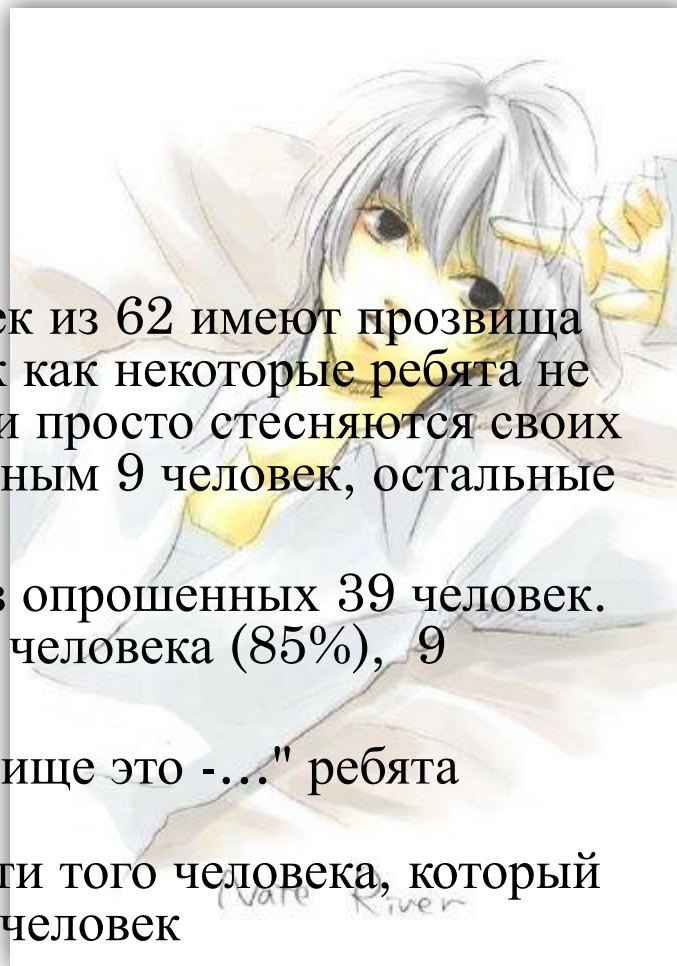 ек из 62 имеют прозвища
к как некоторые ребята не
и просто стесняются своих
ным 9 человек, остальные
з опрошенных 39 человек.
человека (85%), 9
ище это -…" ребята
ти того человека, который
River
человек